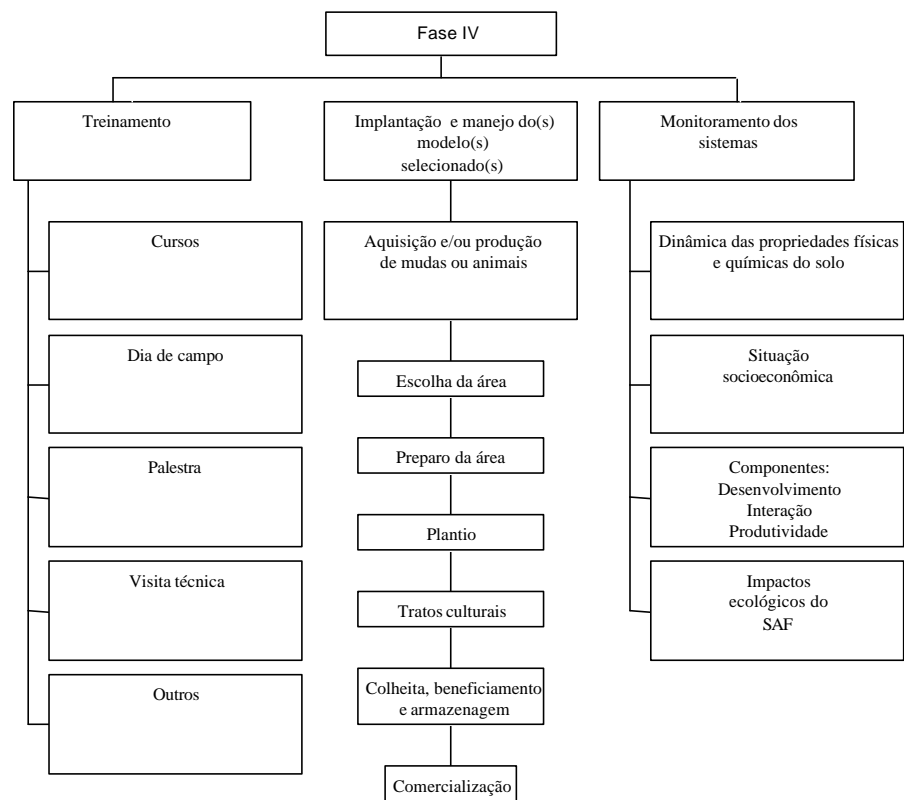 Fase IV
Treinamento
Cursos
Dia de campo
Palestra
Visita técnica
Outros
Implantação e manejo do(s)
modelo(s)
selecionado(s)
Aquisição e/ou produção
de mudas ou animais
Escolha da área
Preparo da área
Plantio
Tratos culturais
Colheita, beneficiamento
e armazenagem
Comercialização
Monitoramento dos
sistemas
Dinâmica das propriedades físicas
e químicas do solo
Situação
socioeconômica
Componentes:
Desenvolvimento
Interação
Produtividade
Impactos
ecológicos do
SAF